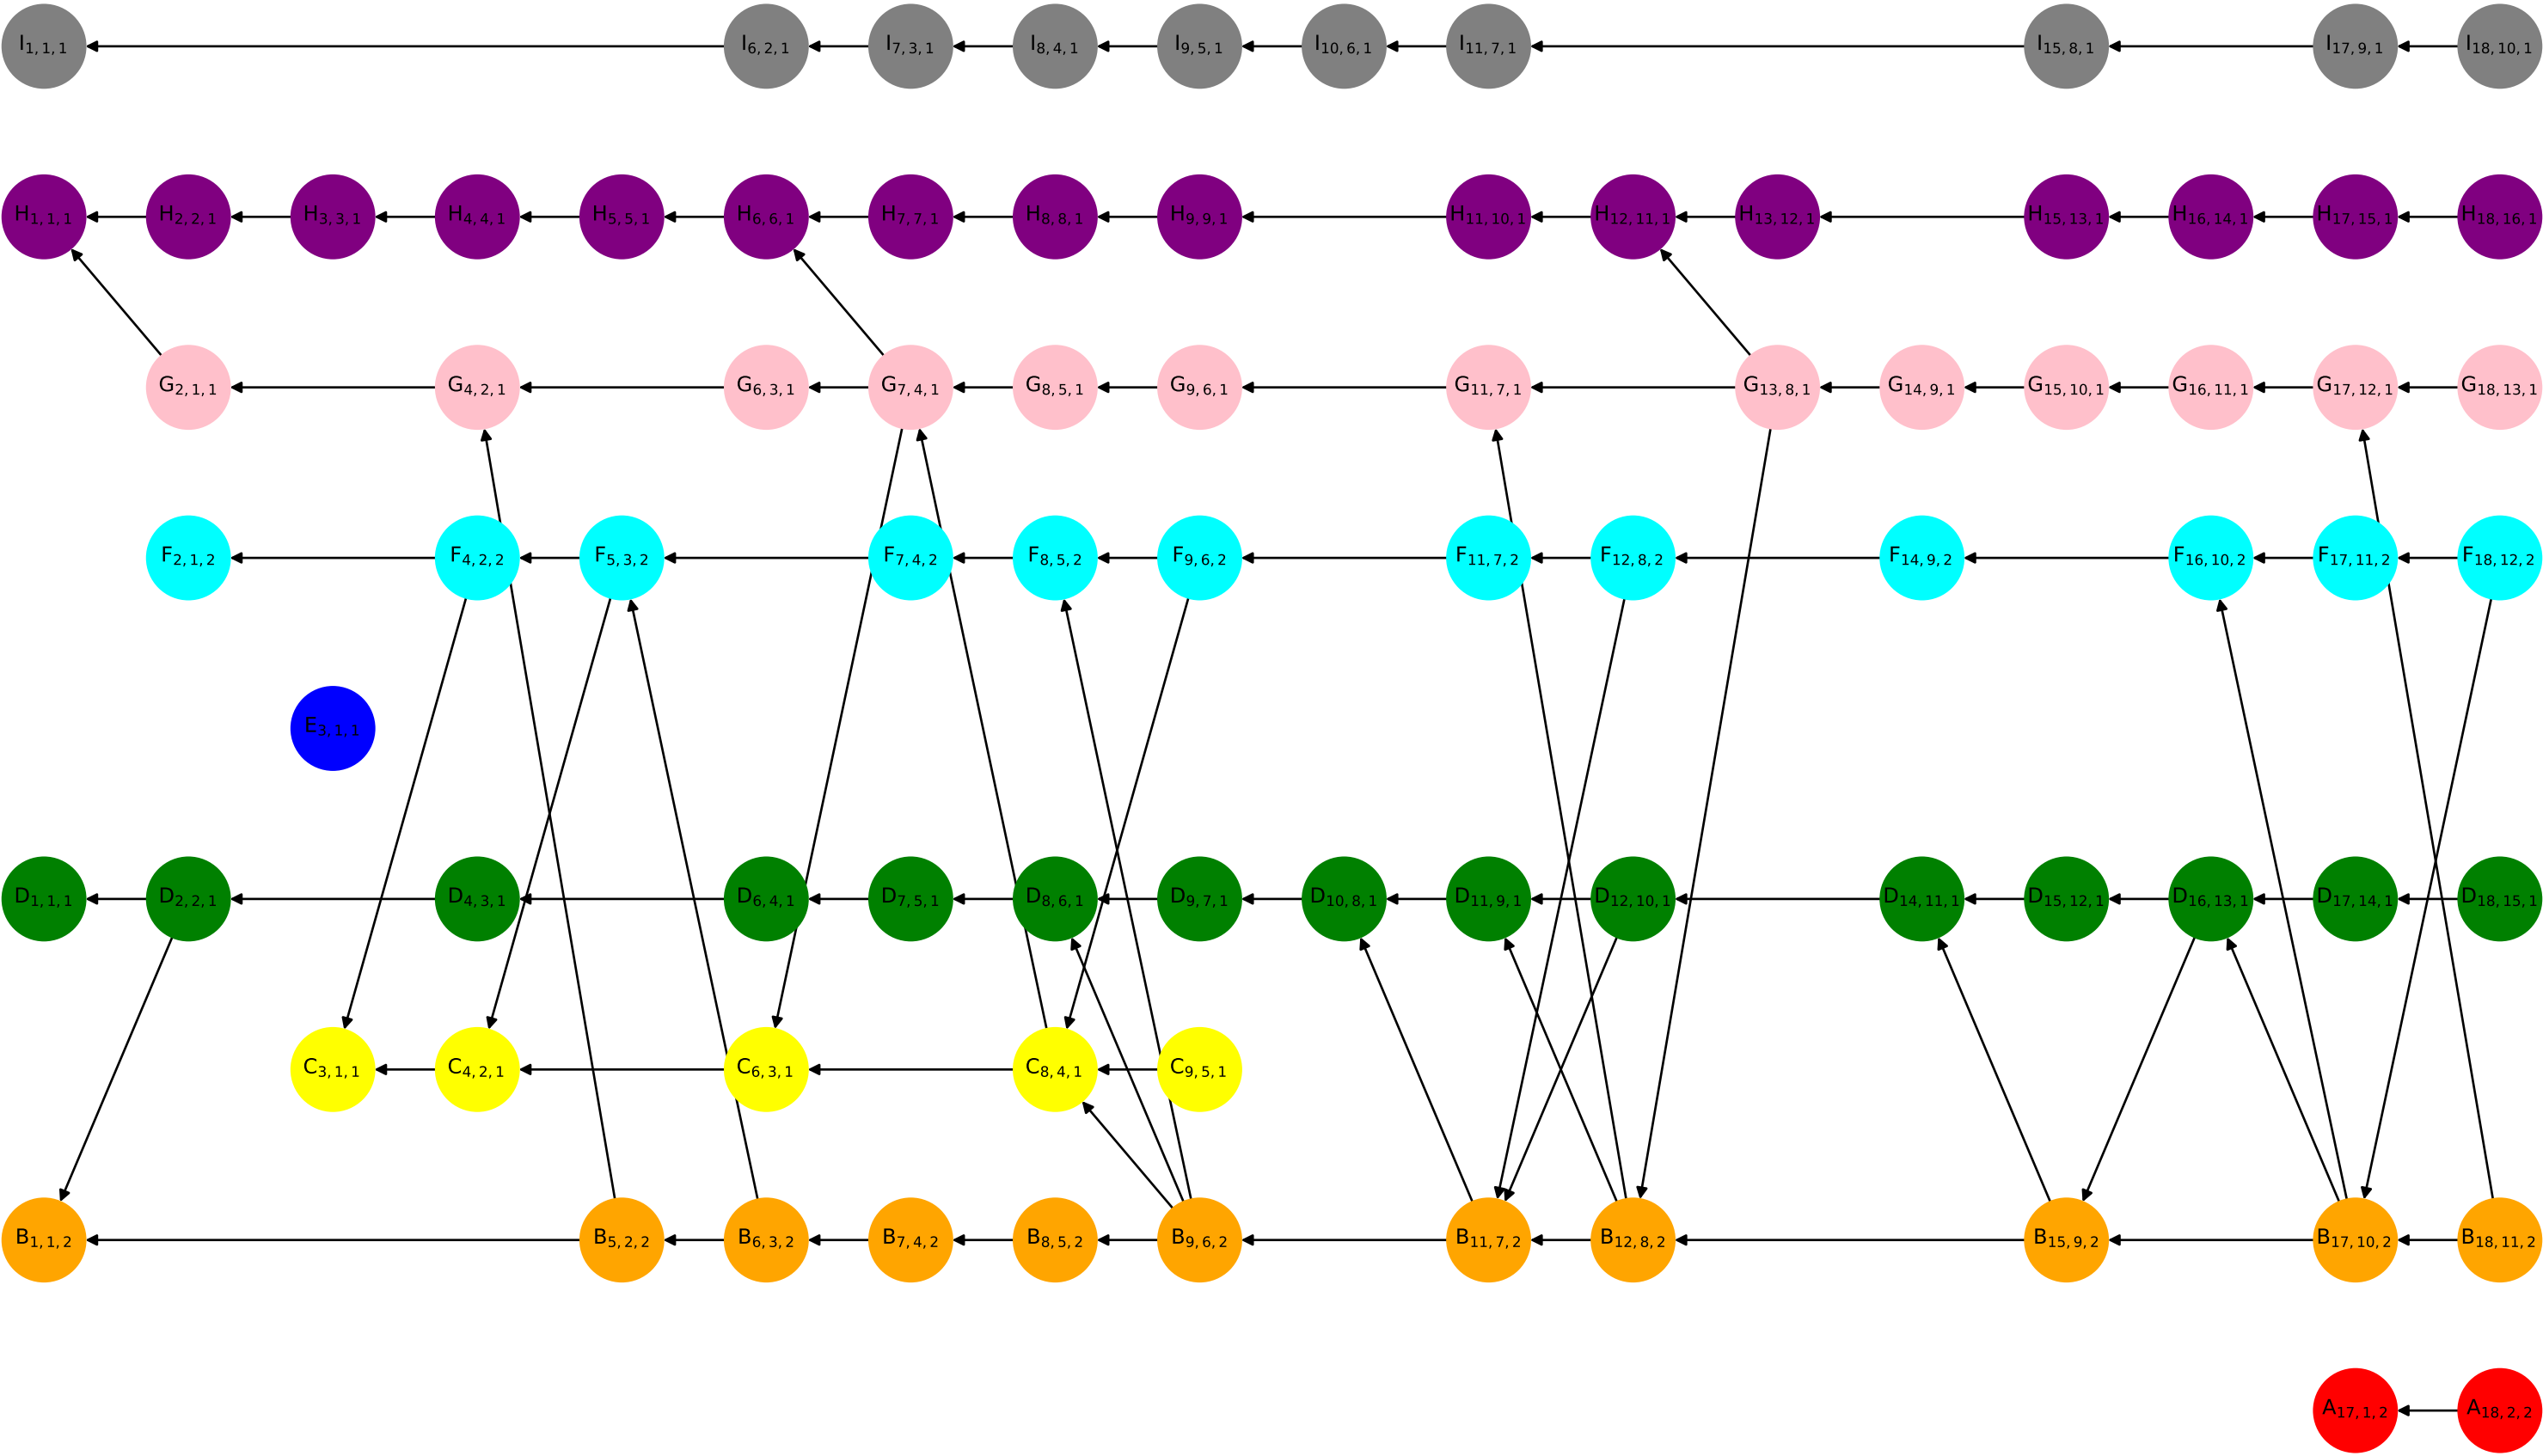 I1,1,1 I6,2,1 I7,3,1 I8,4,1 I9,5,1 I10,6,1 I11,7,1 I15,8,1 I17,9,1 I18,10,1
H1,1,1 H2,2,1 H3,3,1 H4,4,1 H5,5,1 H6,6,1 H7,7,1 H8,8,1 H9,9,1 H11,10,1 H12,11,1 H13,12,1 H15,13,1 H16,14,1 H17,15,1 H18,16,1
G2,1,1 G4,2,1 G6,3,1 G7,4,1 G8,5,1 G9,6,1 G11,7,1 G13,8,1 G14,9,1 G15,10,1 G16,11,1 G17,12,1 G18,13,1
F2,1,2 F4,2,2 F5,3,2 F7,4,2 F8,5,2 F9,6,2 F11,7,2 F12,8,2 F14,9,2 F16,10,2 F17,11,2 F18,12,2
E3,1,1
D1,1,1 D2,2,1 D4,3,1 D6,4,1 D7,5,1 D8,6,1 D9,7,1 D10,8,1 D11,9,1 D12,10,1 D14,11,1 D15,12,1 D16,13,1 D17,14,1 D18,15,1
C3,1,1 C4,2,1 C6,3,1 C8,4,1 C9,5,1
B1,1,2 B5,2,2 B6,3,2 B7,4,2 B8,5,2 B9,6,2 B11,7,2 B12,8,2 B15,9,2 B17,10,2 B18,11,2
A17,1,2 A18,2,2